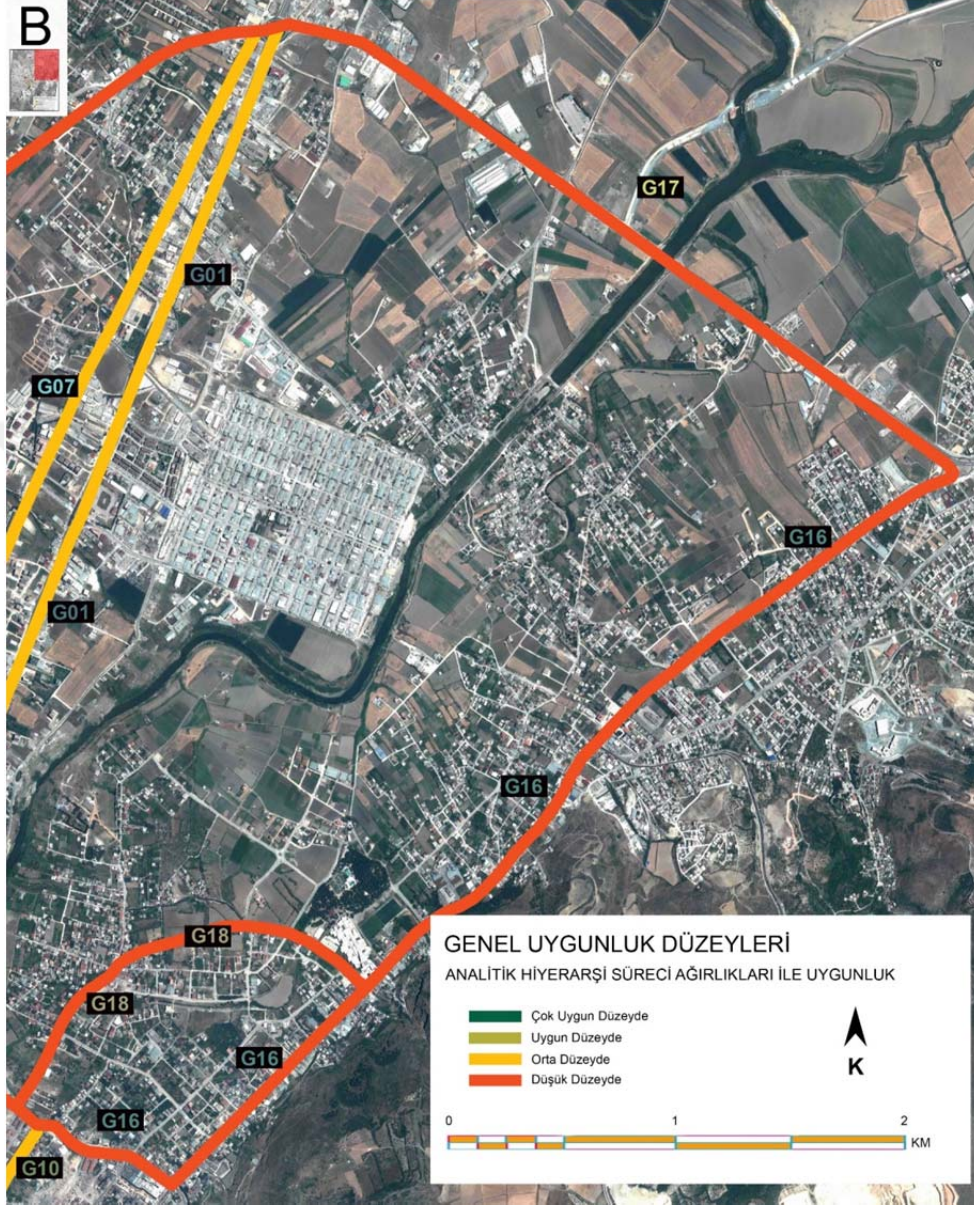 B
G17
G01
G07
G16
G01
G16
G18
G18
G16
G16
G10
GENEL UYGUNLUK DÜZEYLERİ
ANALİTİK HİYERARŞİ SÜRECİ AĞIRLIKLARI İLE UYGUNLUK
Çok Uygun Düzeyde
Uygun Düzeyde
Orta Düzeyde
Düşük Düzeyde
K
0 1 2
KM